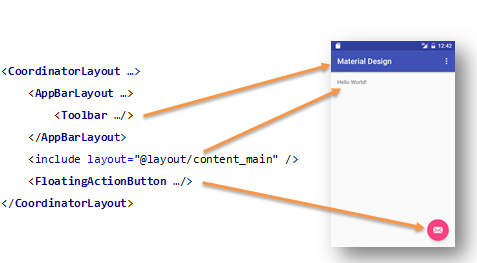 <CoordinatorLayout …>
<AppBarLayout …>
<Toolbar …/>
</AppBarLayout>
<include layout="@layout/content_main" />
<FloatingActionButton …/>
</CoordinatorLayout>
12:42
Material Design
Hello World!